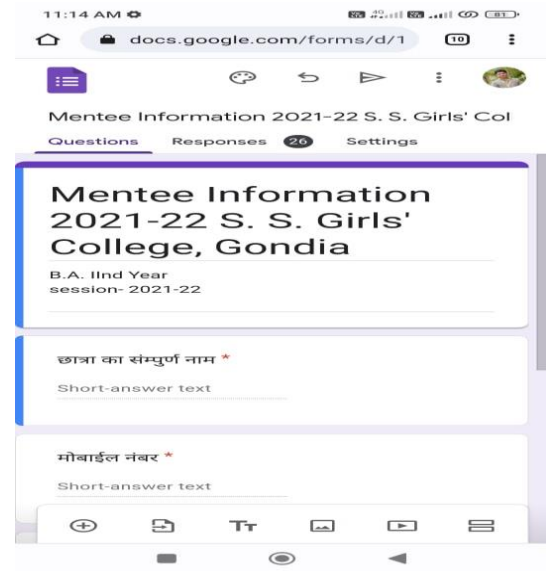 11:14 AM
81
docs.google.com/forms/d/1
10
Mentee Information 2021-22 S. S. Girls' Col
Questions Responses 26 Settings
Mentee Information
2021-22 S. S. Girls'
College, Gondia
B.A. IInd Year
session- 2021-22
छात्रा का संम्पुर्ण नाम *
Short-answer text
मोबाईल नंबर *
Short-answer text
Tт